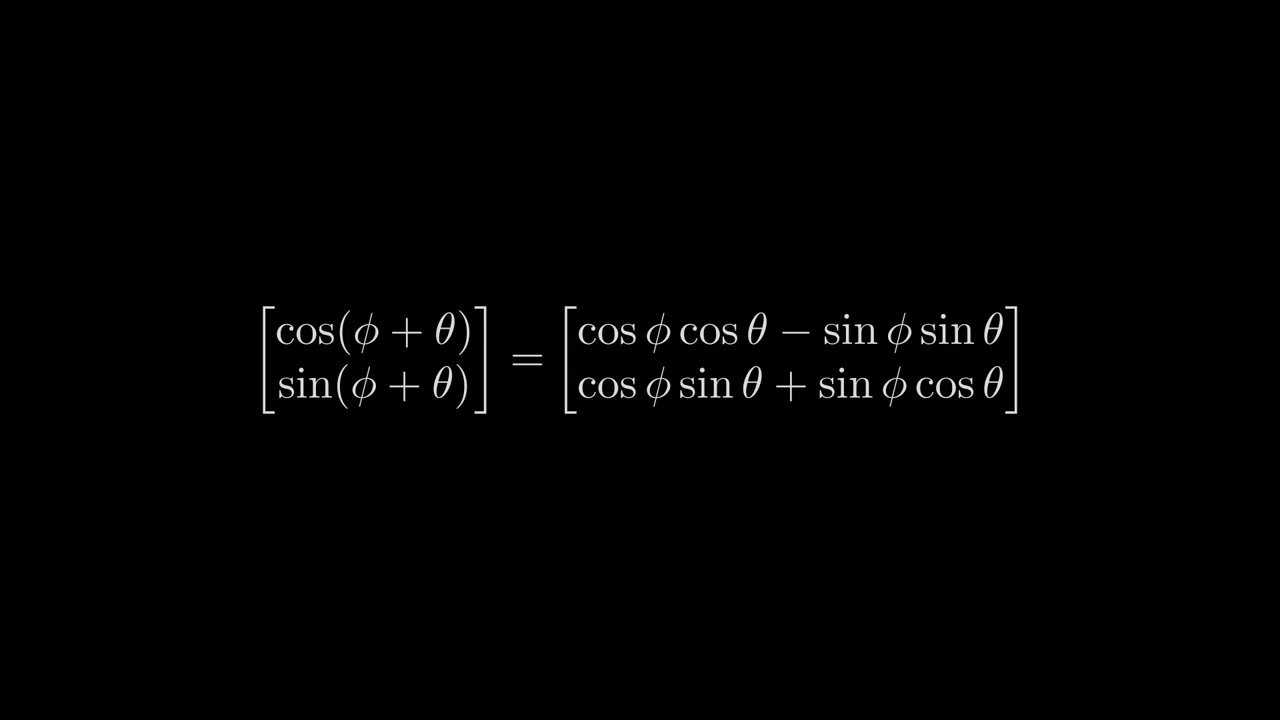 [cos(ϕ + θ)] = [cos ϕ cos θ − sin ϕ sin θ]
[sin(ϕ + θ)] = [cos ϕ sin θ + sin ϕ cos θ]